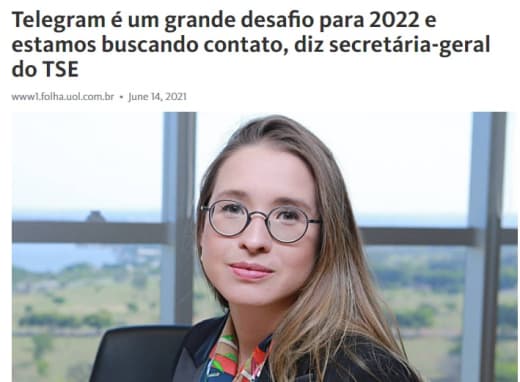 Telegram é um grande desafio para 2022 e
estamos buscando contato, diz secretária-geral
do TSE
www1.folha.uol.com.br • June 14, 2021